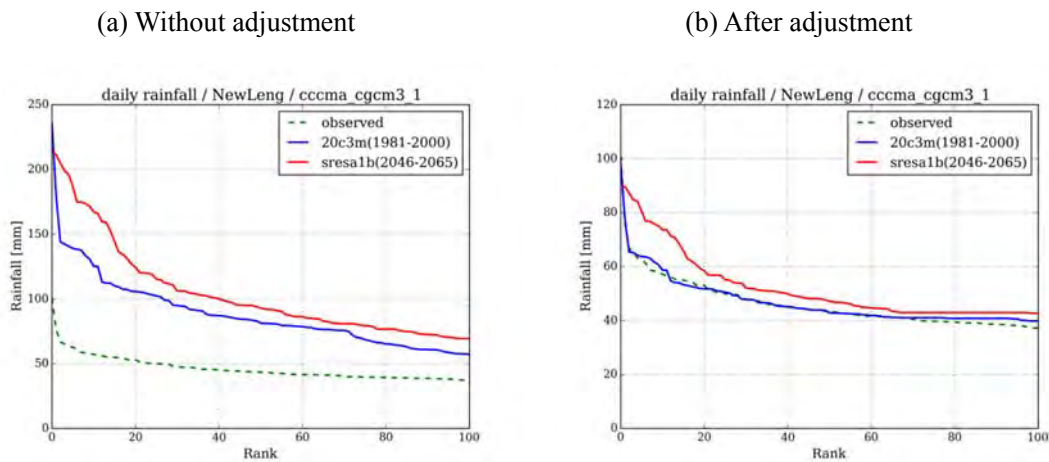 (a) Without adjustment
(b) After adjustment
daily rainfall / NewLeng / cccma_cgcm3_1
observed
20c3m(1981-2000)
sresa1b(2046-2065)
250
200
150
100
50
0
0 20 40 60 80 100
Rainfall [mm]
Rank
daily rainfall / NewLeng / cccma_cgcm3_1
observed
20c3m(1981-2000)
sresa1b(2046-2065)
120
100
80
60
40
20
0
0 20 40 60 80 100
Rainfall [mm]
Rank